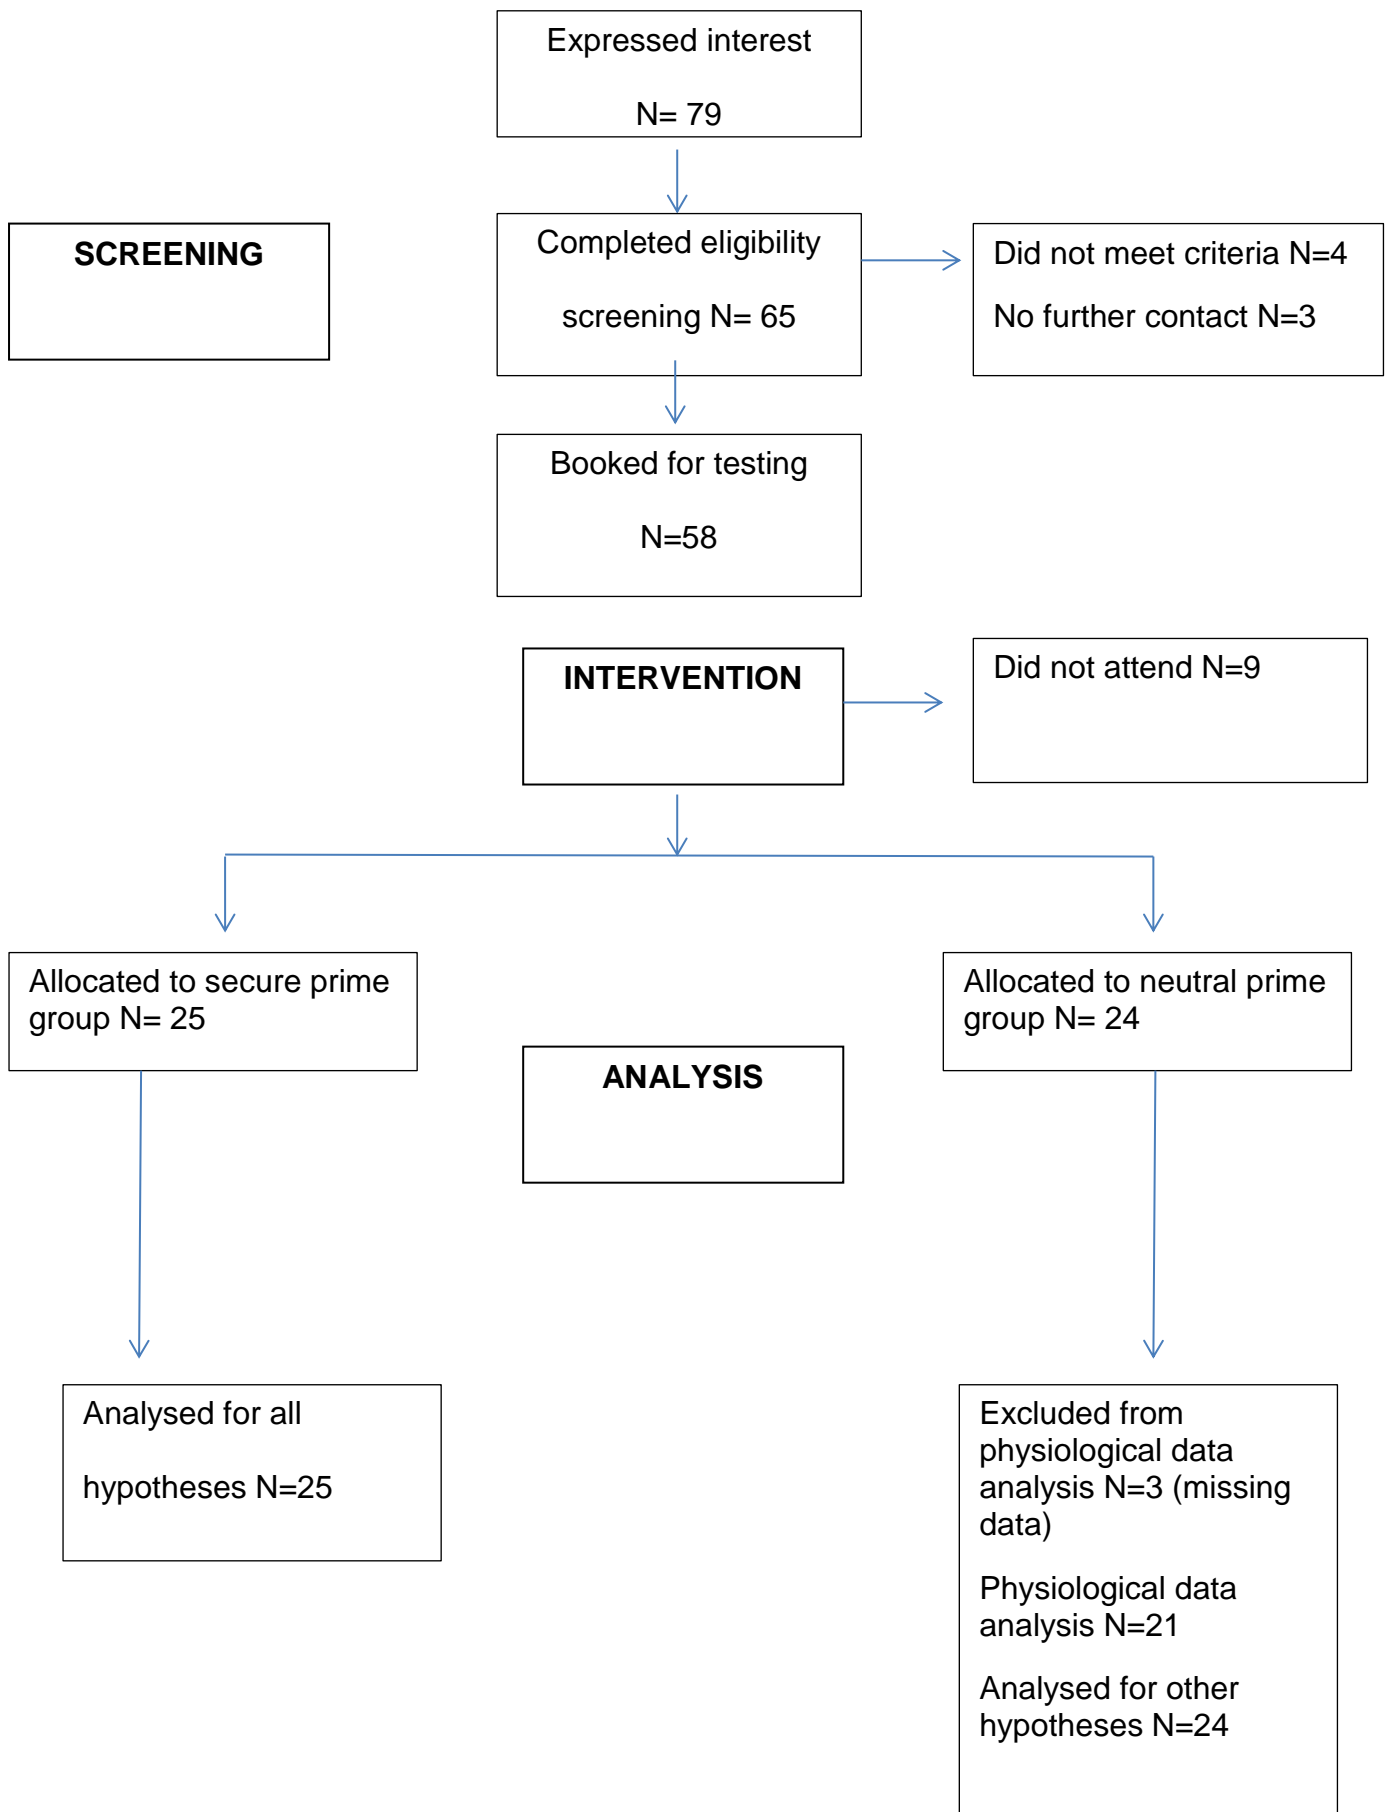 Expressed interest
N= 79
SCREENING
Completed eligibility
screening N= 65
Did not meet criteria N=4
No further contact N=3
Booked for testing
N=58
INTERVENTION
Did not attend N=9
Allocated to secure prime
group N= 25
Allocated to neutral prime
group N= 24
ANALYSIS
Analysed for all
hypotheses N=25
Excluded from
physiological data
analysis N=3 (missing
data)
Physiological data
analysis N=21
Analysed for other
hypotheses N=24